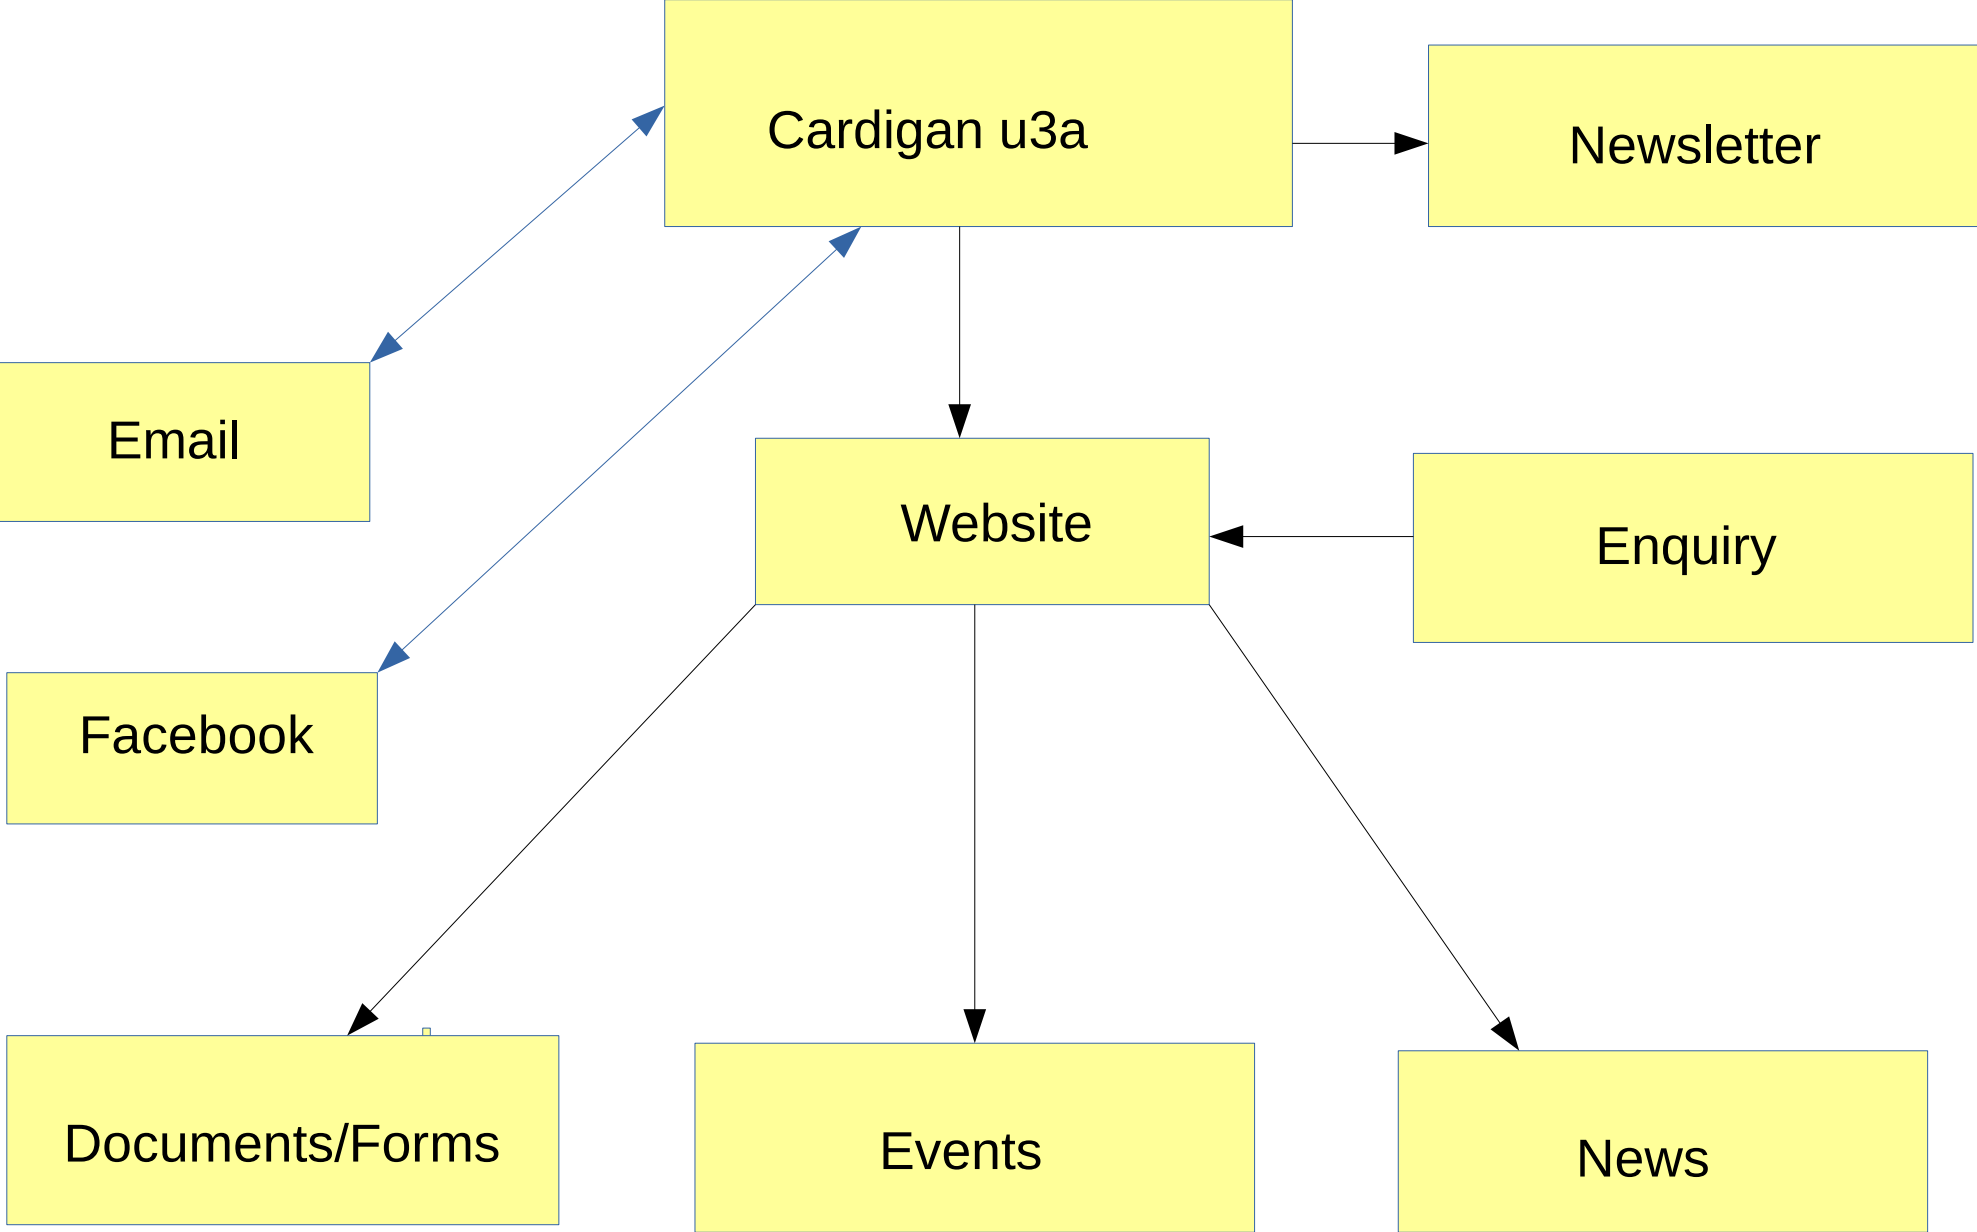 Cardigan u3a
Newsletter
Email
Website
Enquiry
Facebook
Documents/Forms
Events
News